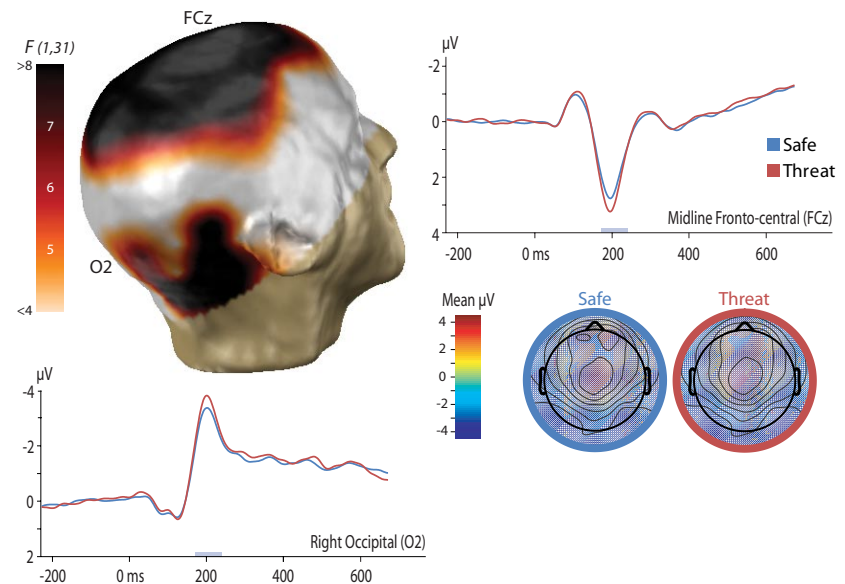 FCz
F (1,31)
>8
7
6
5
<4
O2
µV
-2
0
2
4
Safe
Threat
Midline Fronto-central (FCz)
-200
0 ms
200
400
600
Mean µV
4
2
0
-2
-4
Safe
Threat
µV
-4
-2
0
2
Right Occipital (O2)
-200
0 ms
200
400
600